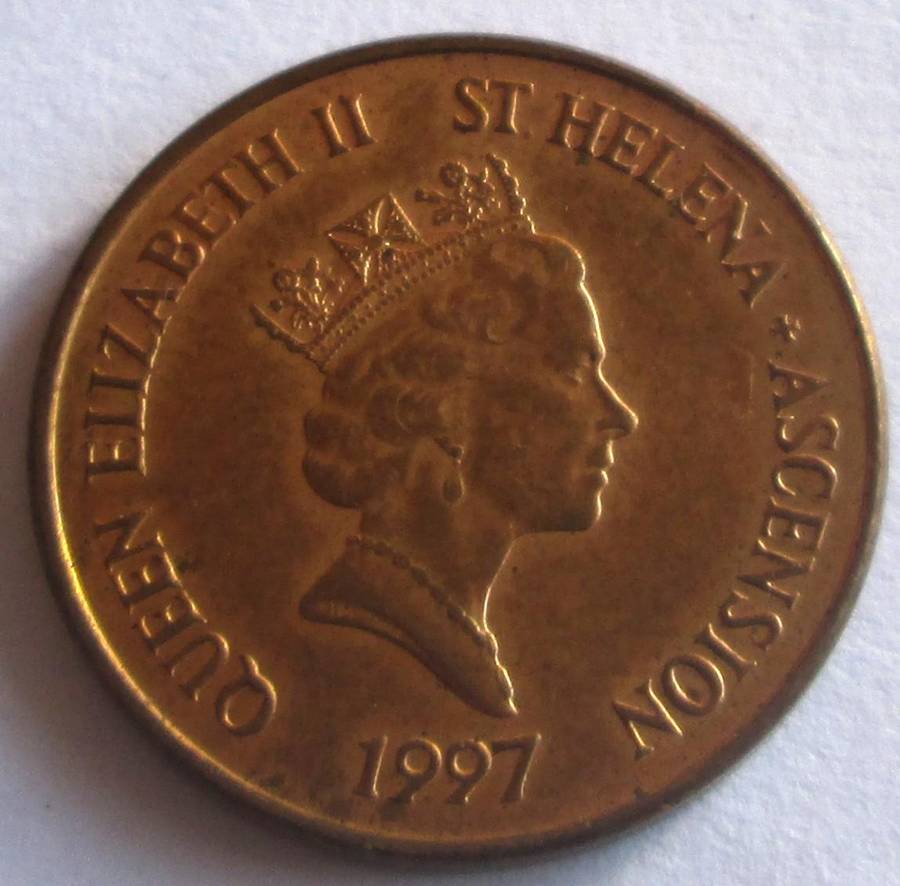 QUEEN ELIZABETH II ST. HELENA * ASCENSION
1997